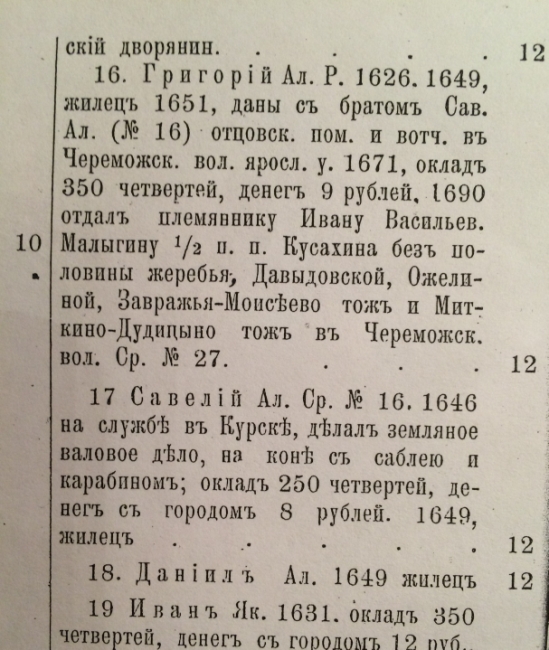 скій дворянин. . . . . 12
16. Григорій Ал. Р. 1626. 1649,
жилецъ 1651, даны съ братомъ Сав.
Ал. (№ 16) отцовск. пом. и вотч. въ
Череможск. вол. яросл. у. 1671, окладъ
350 четвертей, денегъ 9 рублей, 1690
отдалъ племяннику Ивану Васильев.
10 Малыгину 1/2 п. п. Кусахина безъ по-
ловины жеребья, Давыдовской, Ожели-
ной, Завражья-Моисѣево тожъ и Мит-
кино-Дудицыно тожъ въ Череможск.
вол. Ср. № 27. . . . 12
17 Савелій Ал. Ср. № 16. 1646
на службѣ въ Курскѣ, дѣлалъ земляное
валовое дѣло, на конѣ съ саблею и
карабиномъ; окладъ 250 четвертей, де-
негъ съ городомъ 8 рублей. 1649,
жилецъ . . . . . 12
18. Даніилъ Ал. 1649 жилецъ 12
19 Иванъ Як. 1631. окладъ 350
четвертей, денегъ съ городомъ 12 руб.,